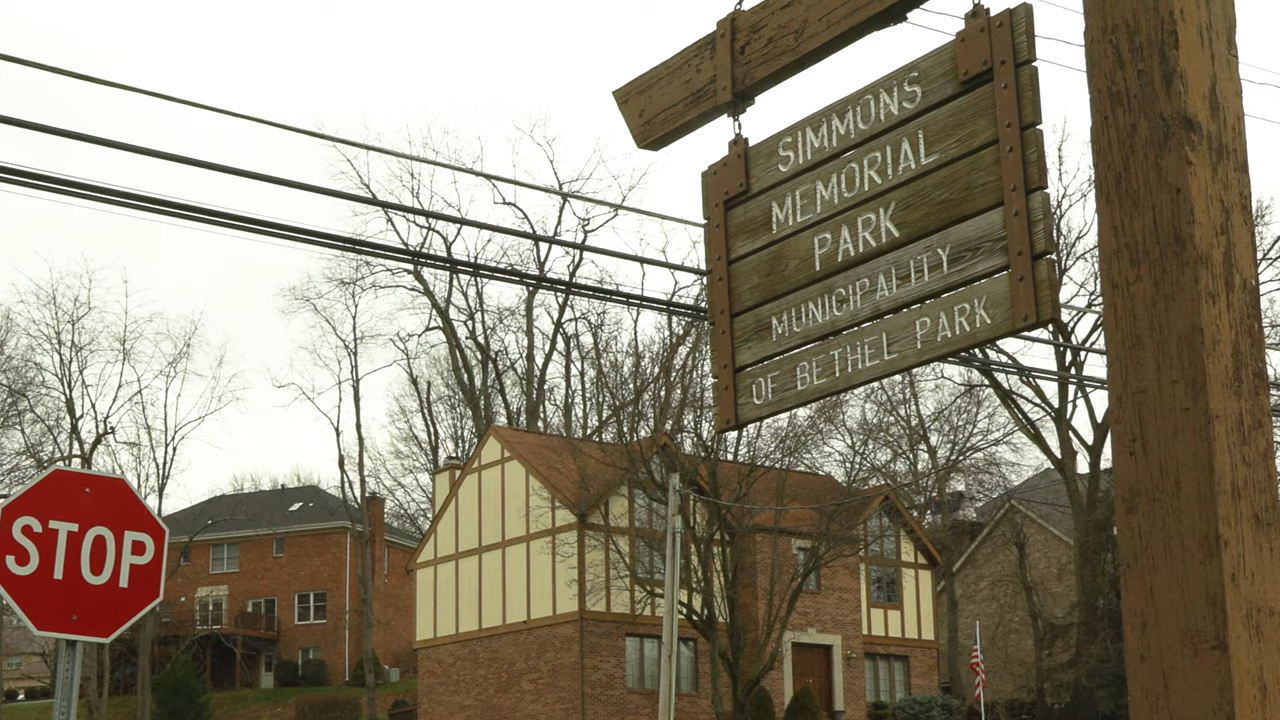 SIMMONS
MEMORIAL
PARK
MUNICIPALITY
OF BETHEL PARK
STOP